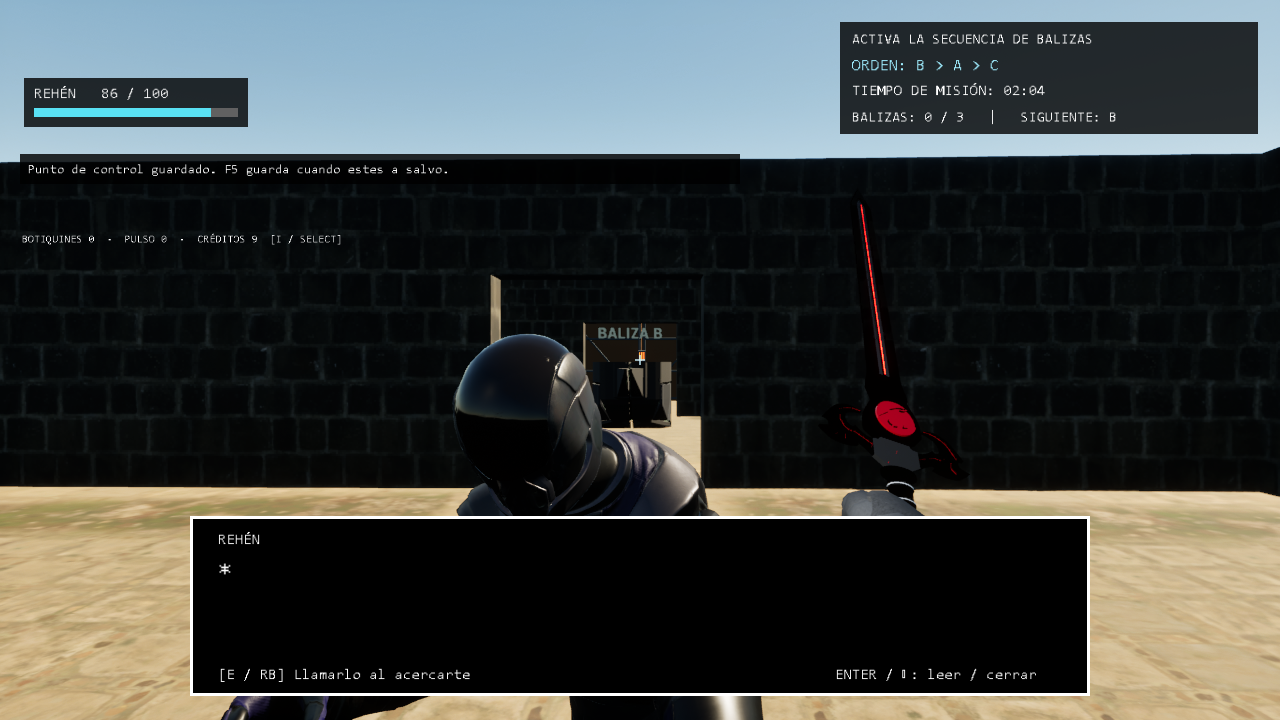 ACTIVA LA SECUENCIA DE BALIZAS
ORDEN: B > A > C
TIEMPO DE MISIÓN: 02:04
BALIZAS: 0 / 3 | SIGUIENTE: B
REHÉN 86 / 100
Punto de control guardado. F5 guarda cuando estes a salvo.
BOTIQUINES 0 · PULSO 0 · CRÉDITOS 9 [I / SELECT]
BALIZA B
REHÉN
*
[E / RB] Llamarlo al acercarte
ENTER / : leer / cerrar